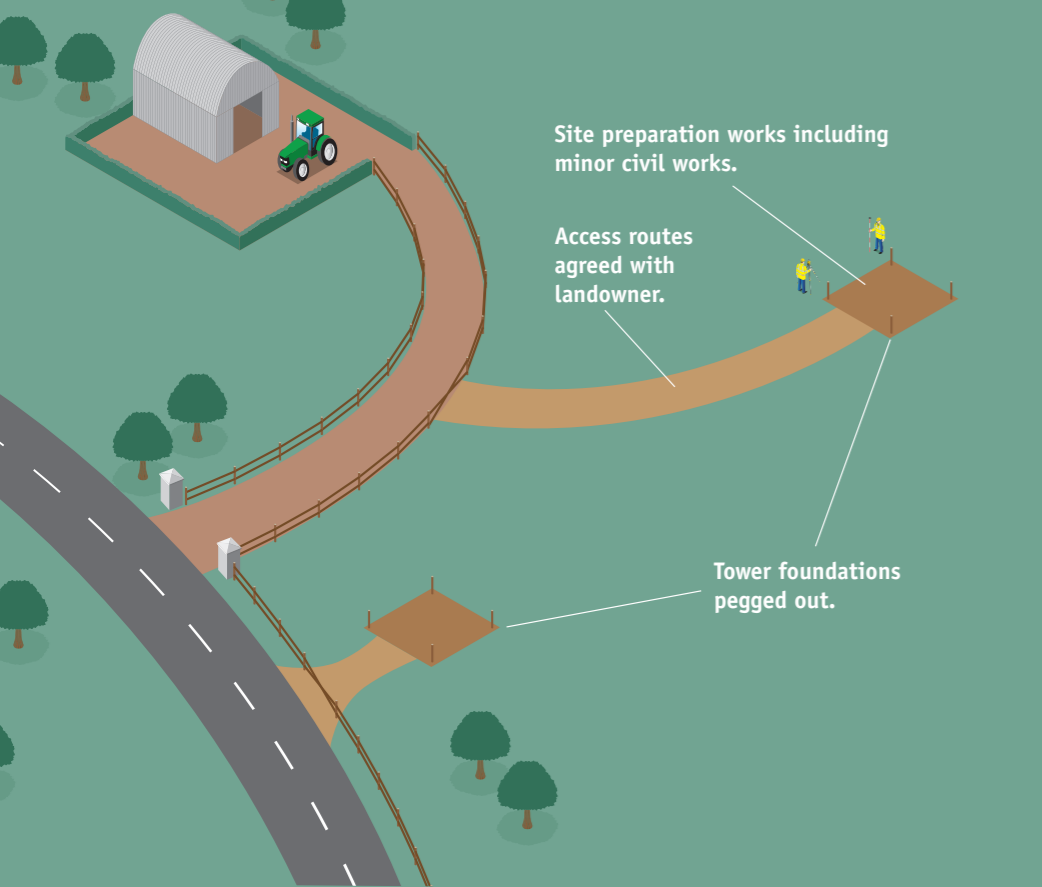 Site preparation works including
minor civil works.
Access routes
agreed with
landowner.
Tower foundations
pegged out.